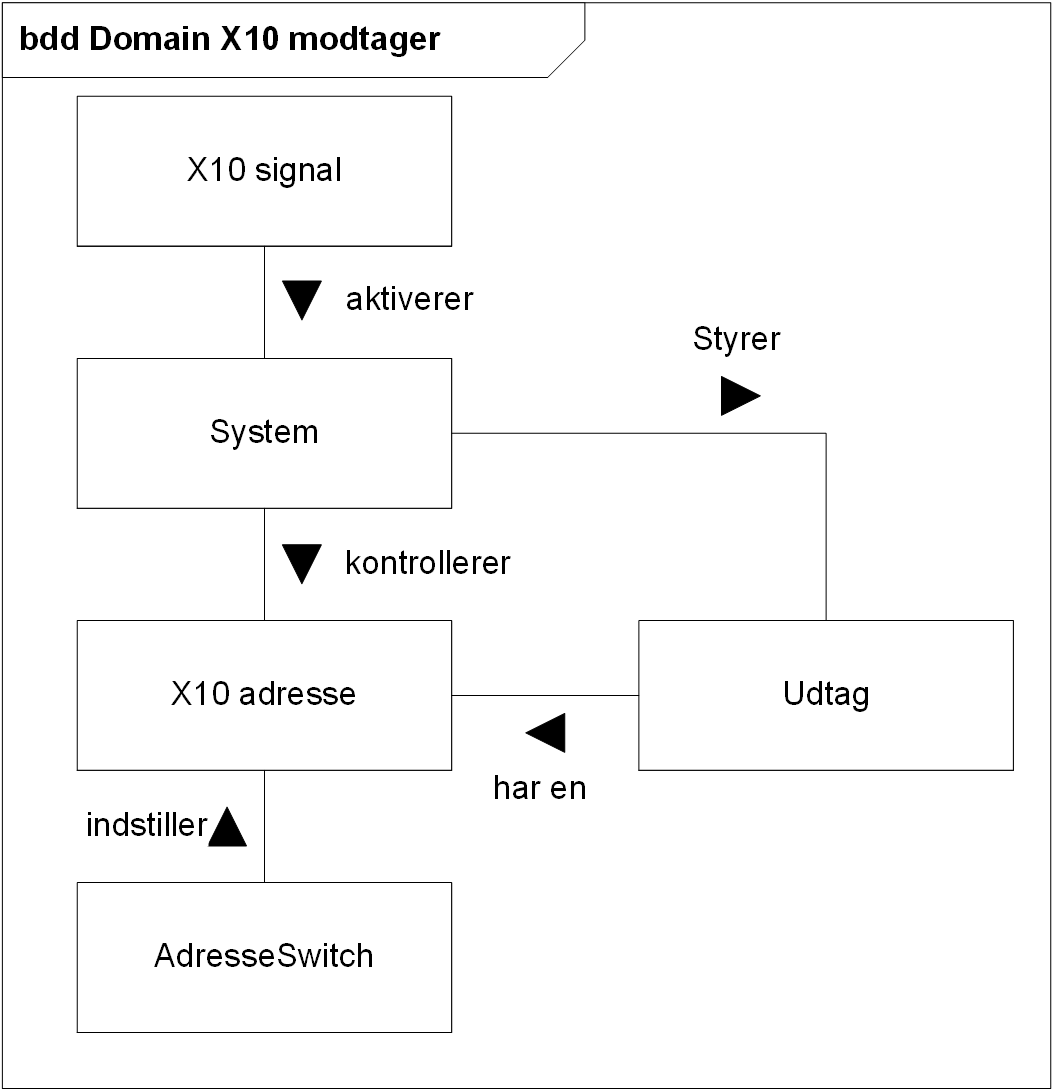 bdd Domain X10 modtager
X10 signal
aktiverer
Styrer
System
kontrollerer
X10 adresse
Udtag
har en
indstiller
AdresseSwitch